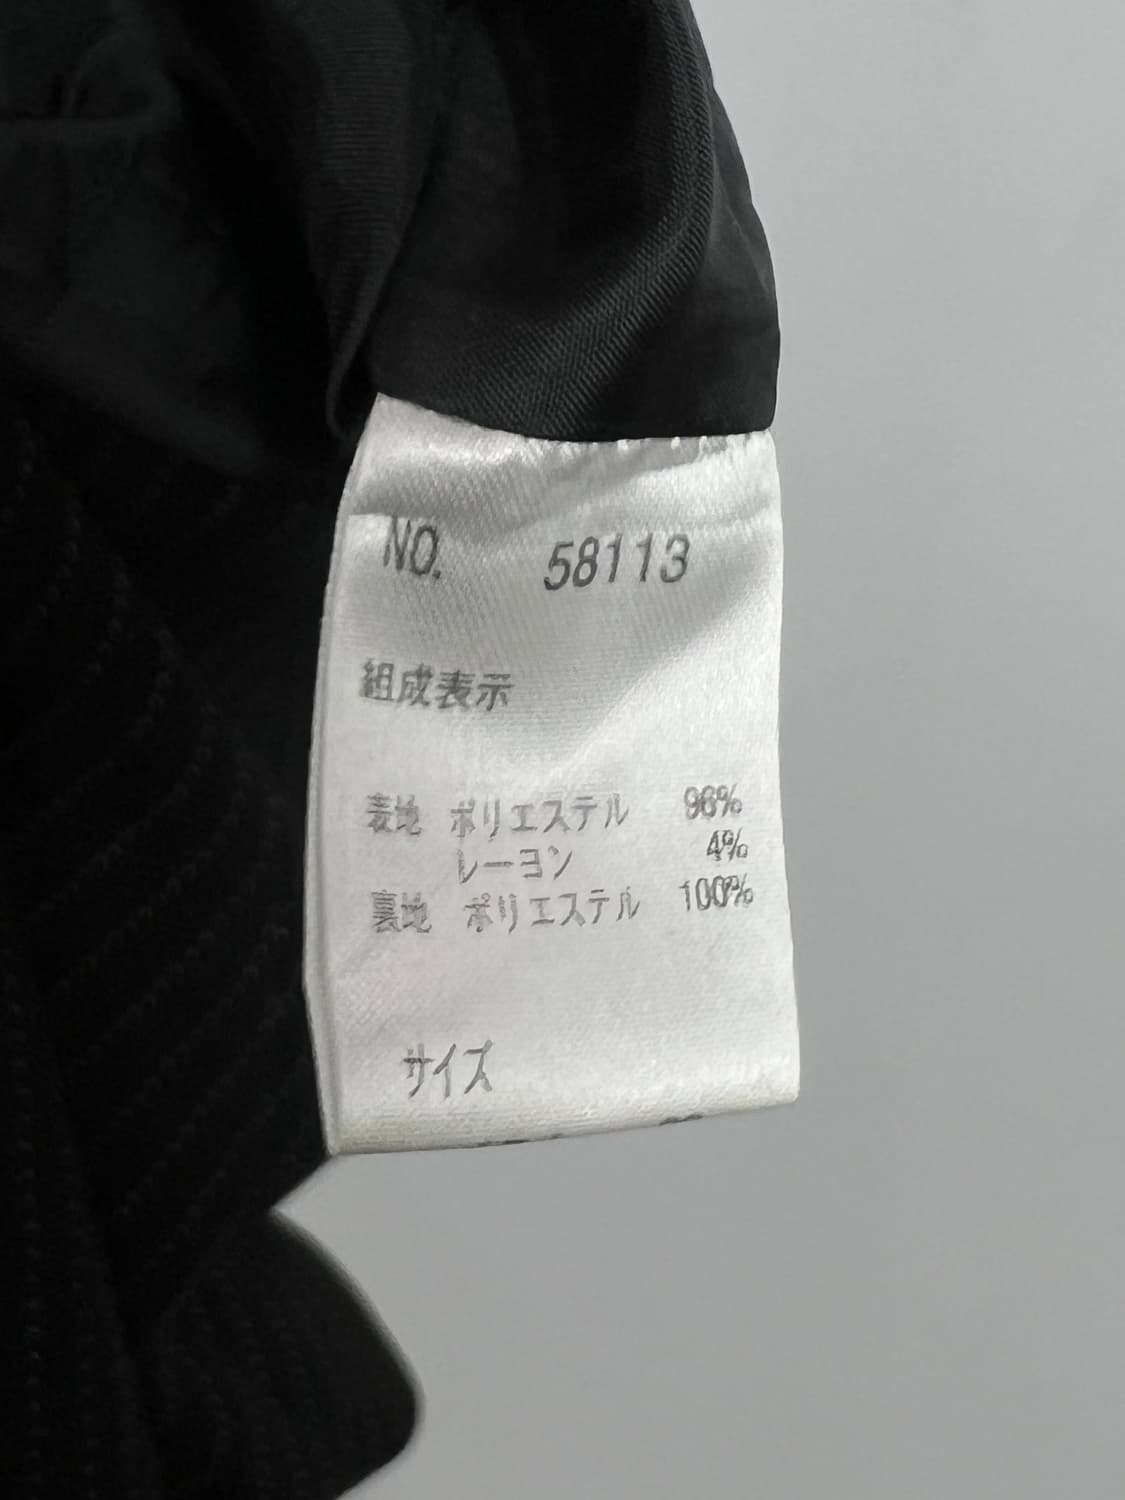 NO. 58113
組成表示
表地 ポリエステル 96%
レーヨン 4%
裏地 ポリエステル 100%
サイズ